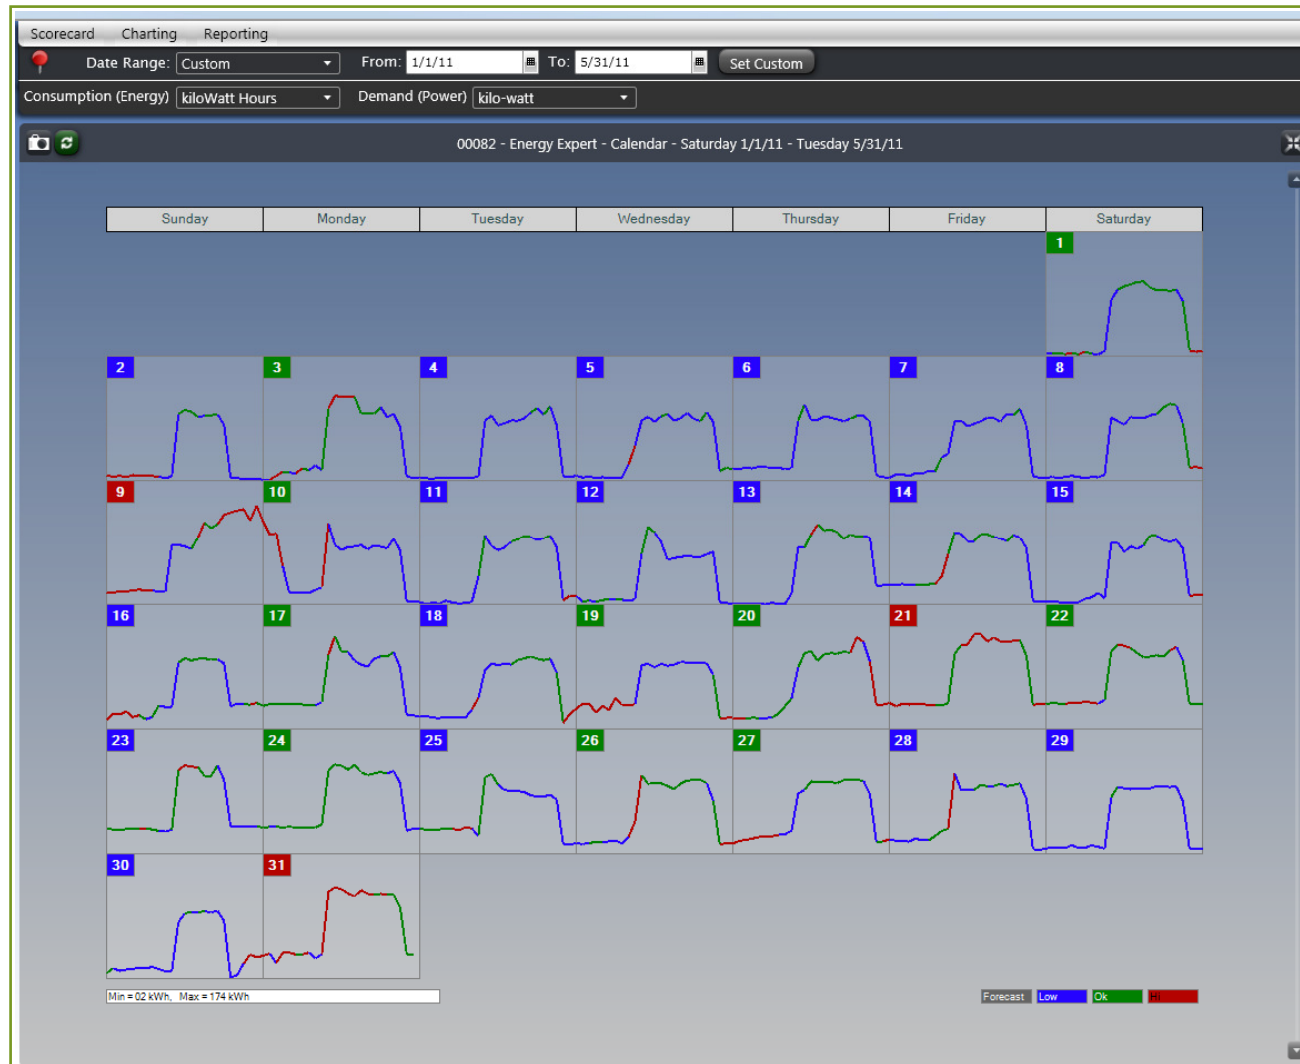 Scorecard Charting Reporting
Date Range: Custom From: 1/1/11 To: 5/31/11 Set Custom
Consumption (Energy) kiloWatt Hours Demand (Power) kilo-watt
00082 - Energy Expert - Calendar - Saturday 1/1/11 - Tuesday 5/31/11
Sunday Monday Tuesday Wednesday Thursday Friday Saturday
1
2 3 4 5 6 7 8
9 10 11 12 13 14 15
16 17 18 19 20 21 22
23 24 25 26 27 28 29
30 31
Min = 02 kWh, Max = 174 kWh Forecast Low Ok Hi